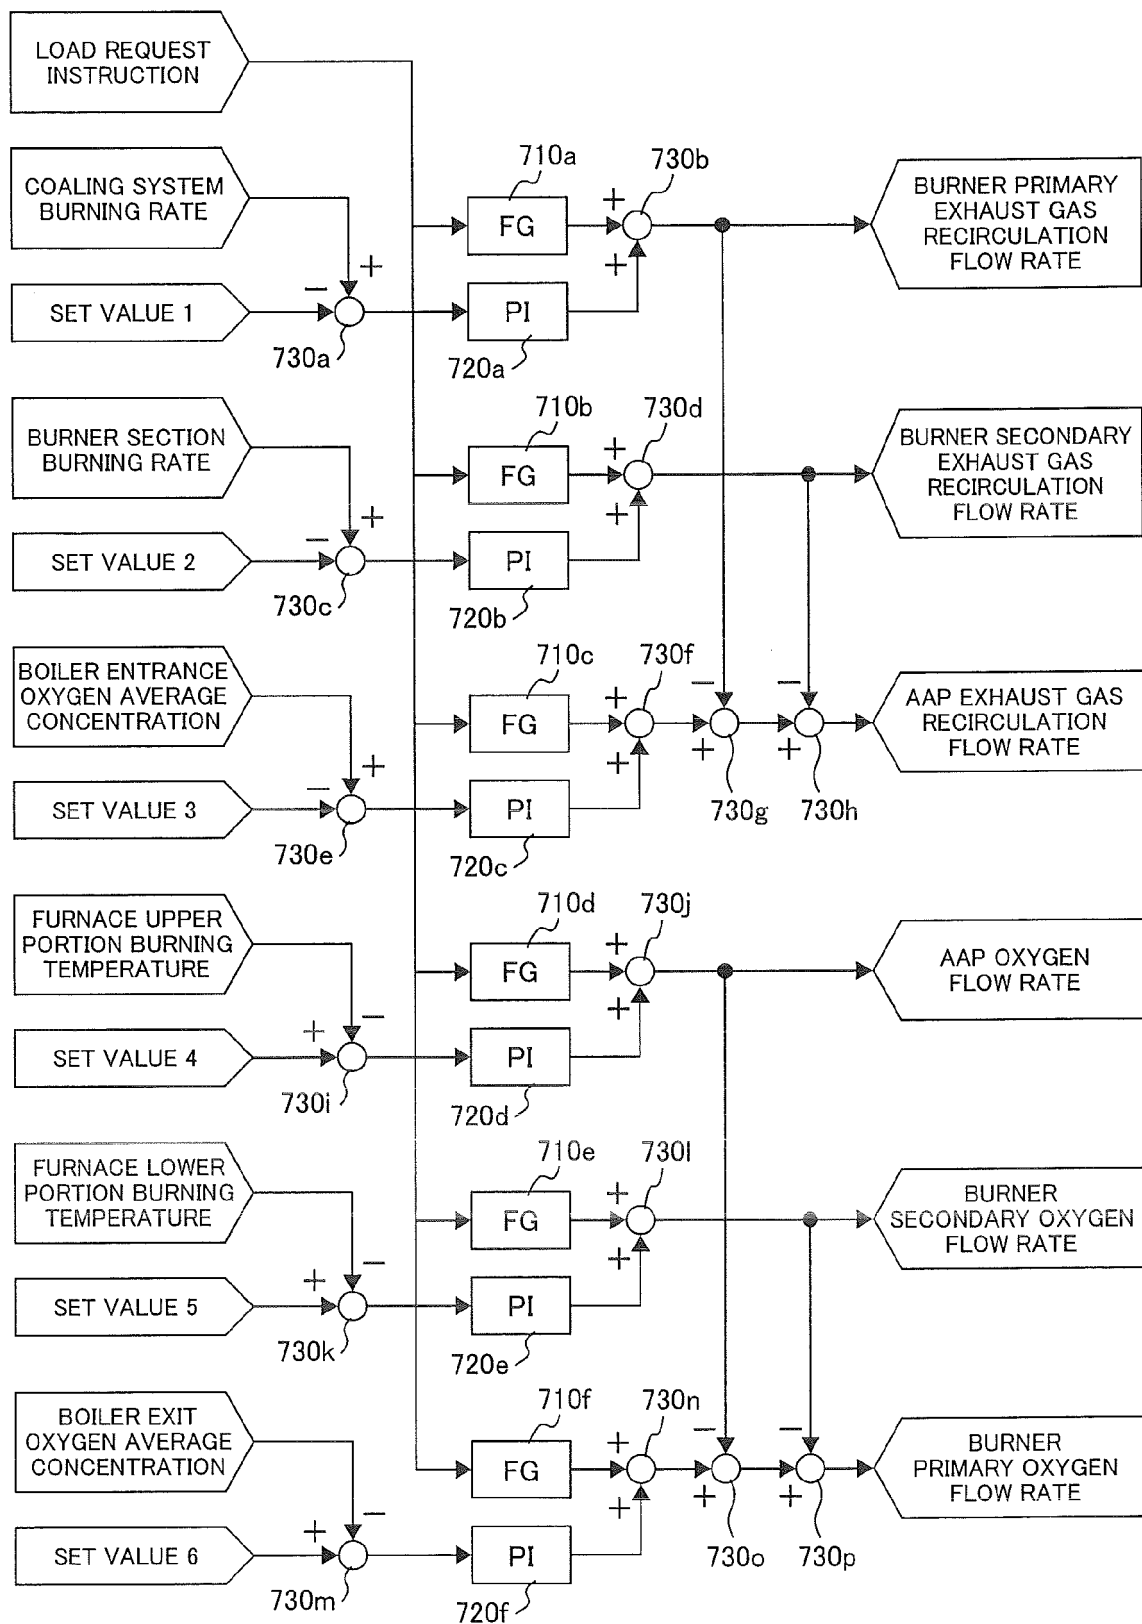 LOAD REQUEST
INSTRUCTION
COALING SYSTEM
BURNING RATE
710a
730b
FG
+
+
BURNER PRIMARY
EXHAUST GAS
RECIRCULATION
FLOW RATE
SET VALUE 1
−
+
730a
PI
720a
BURNER SECTION
BURNING RATE
710b
730d
FG
+
+
BURNER SECONDARY
EXHAUST GAS
RECIRCULATION
FLOW RATE
SET VALUE 2
−
+
730c
PI
720b
BOILER ENTRANCE
OXYGEN AVERAGE
CONCENTRATION
710c
730f
FG
+
+
−
+
−
+
730g
730h
AAP EXHAUST GAS
RECIRCULATION
FLOW RATE
SET VALUE 3
−
+
730e
PI
720c
FURNACE UPPER
PORTION BURNING
TEMPERATURE
710d
730j
FG
+
+
AAP OXYGEN
FLOW RATE
SET VALUE 4
+
−
730i
PI
720d
FURNACE LOWER
PORTION BURNING
TEMPERATURE
710e
730l
FG
+
+
BURNER
SECONDARY OXYGEN
FLOW RATE
SET VALUE 5
+
−
730k
PI
720e
BOILER EXIT
OXYGEN AVERAGE
CONCENTRATION
710f
730n
FG
+
+
−
+
−
+
730o
730p
BURNER
PRIMARY OXYGEN
FLOW RATE
SET VALUE 6
+
−
730m
PI
720f